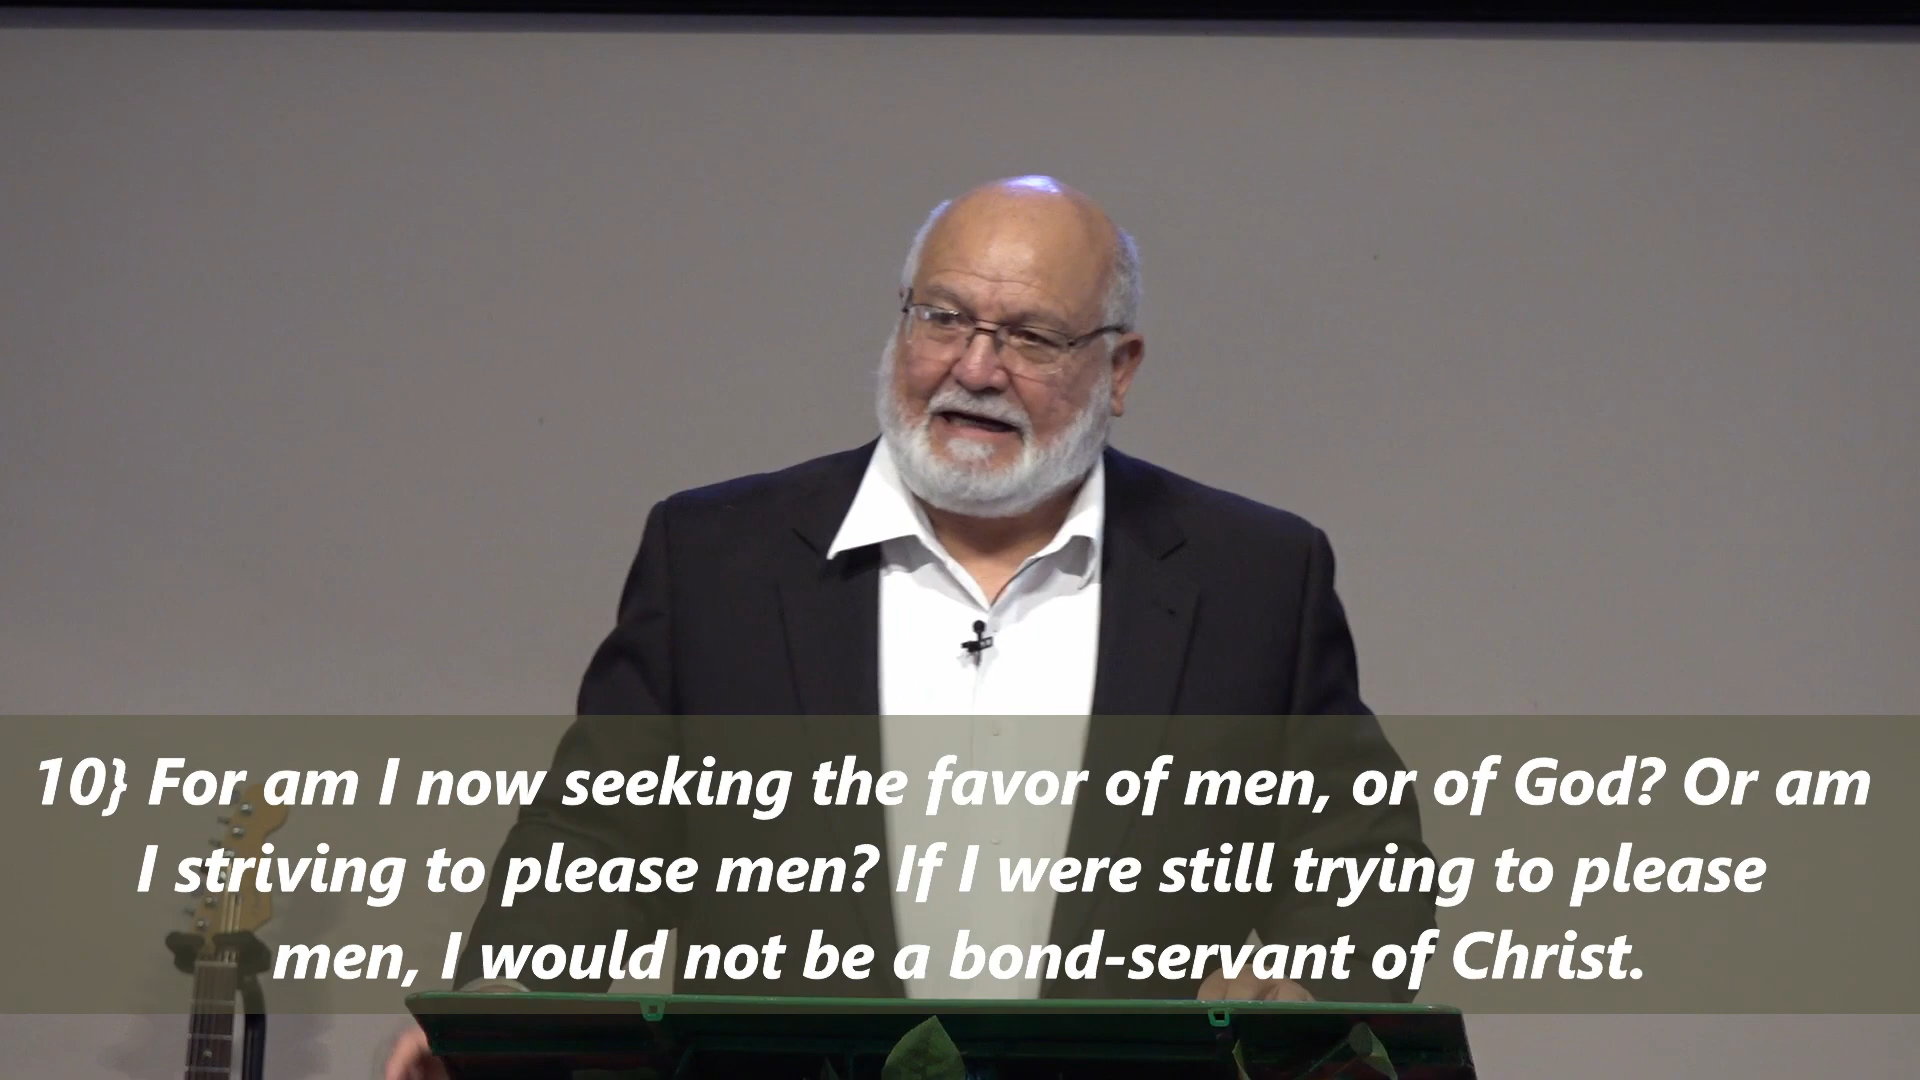 10} For am I now seeking the favor of men, or of God? Or am
I striving to please men? If I were still trying to please
men, I would not be a bond-servant of Christ.